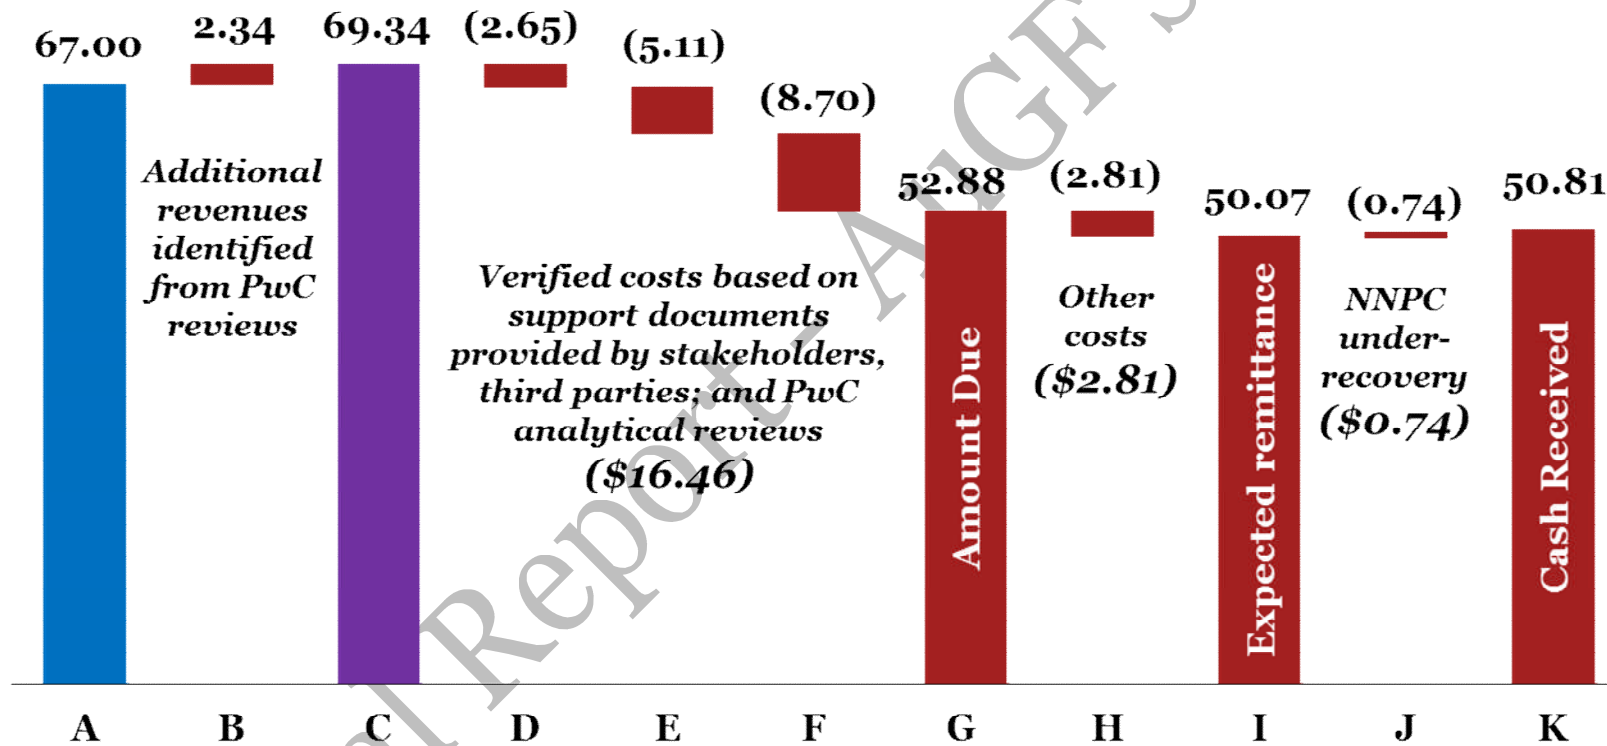 67.00 2.34 69.34 (2.65) (5.11) (8.70) 52.88 (2.81) 50.07 (0.74) 50.81
Additional
revenues
identified
from PwC
reviews
Verified costs based on
support documents
provided by stakeholders,
third parties; and PwC
analytical reviews
($16.46)
Amount Due
Other
costs
($2.81)
Expected remittance
NNPC
under-
recovery
($0.74)
Cash Received
A B C D E F G H I J K
Report - AuGF